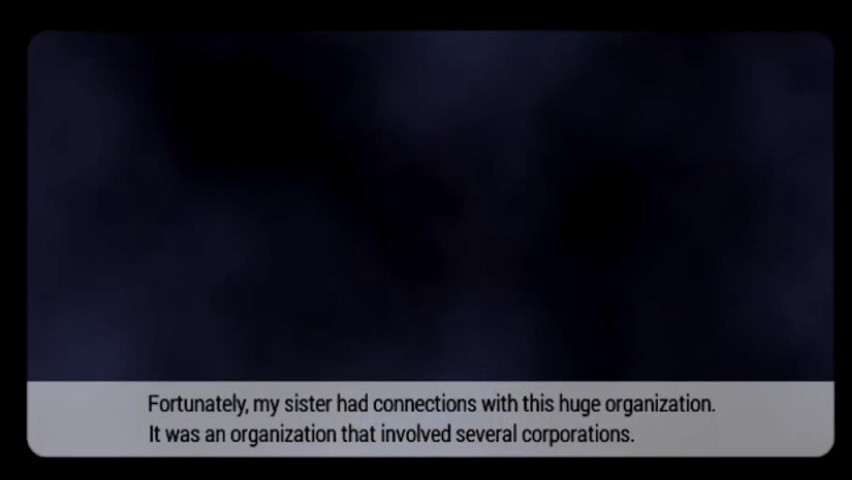 Fortunately, my sister had connections with this huge organization.
It was an organization that involved several corporations.